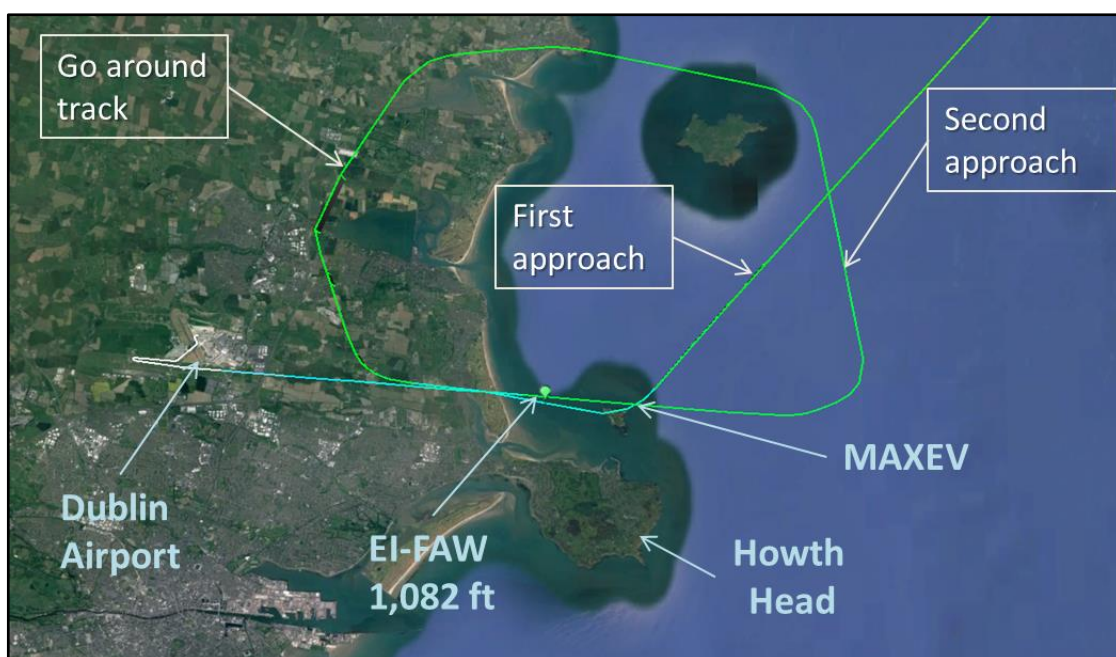 Go around
track
Second
approach
First
approach
MAXEV
Dublin
Airport
EI-FAW
1,082 ft
Howth
Head